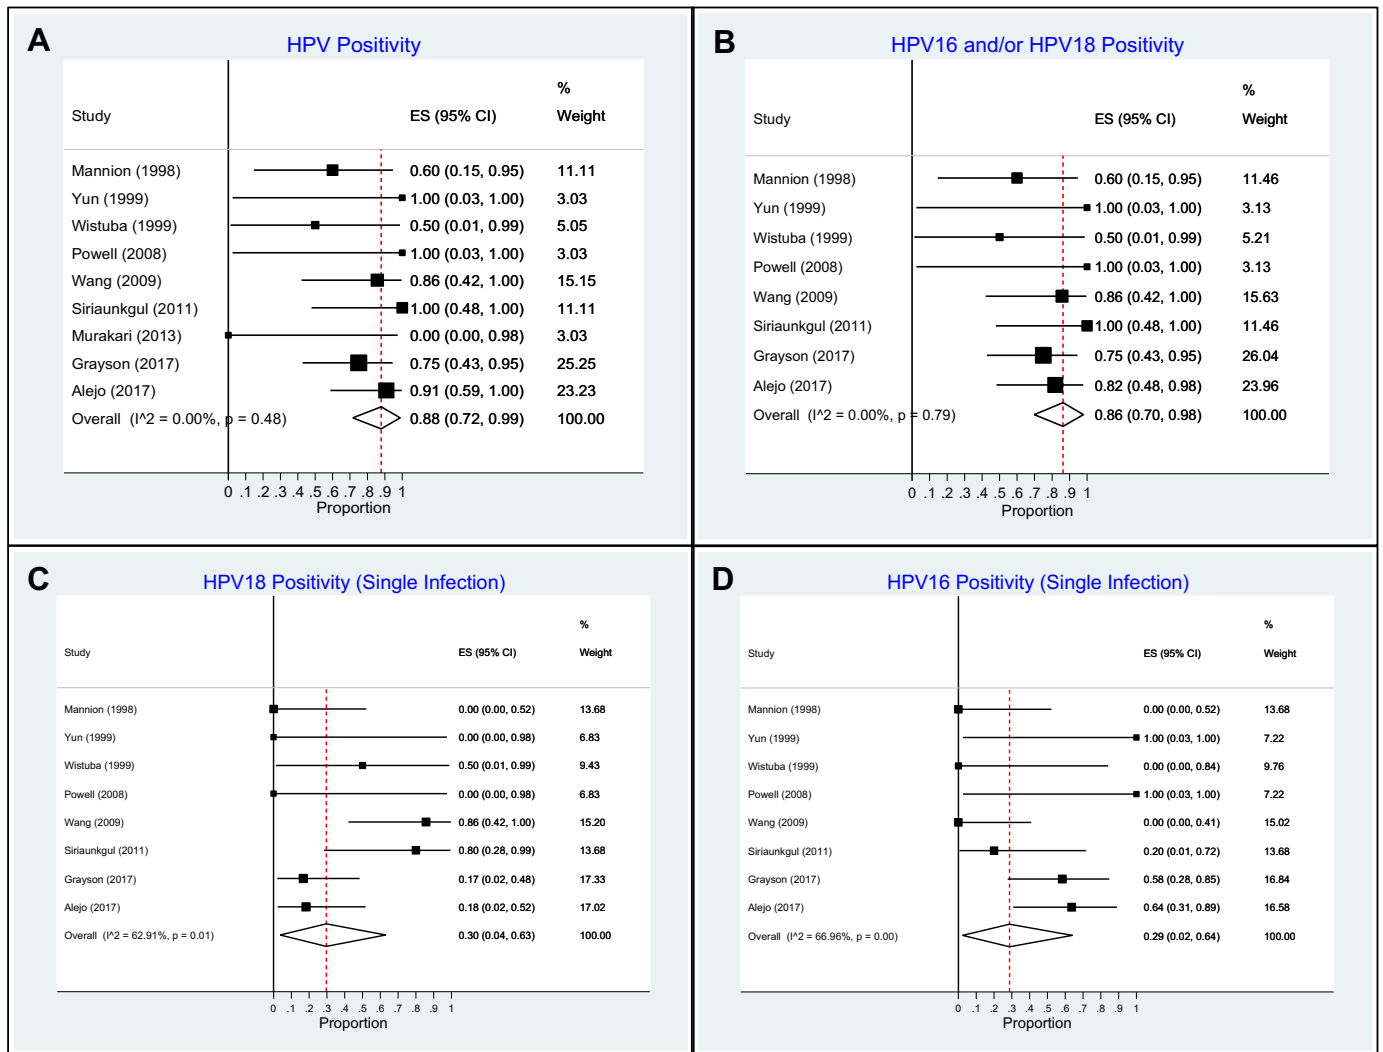 A
HPV Positivity
%
Study ES (95% CI) Weight
Mannion (1998) 0.60 (0.15, 0.95) 11.11
Yun (1999) 1.00 (0.03, 1.00) 3.03
Wistuba (1999) 0.50 (0.01, 0.99) 5.05
Powell (2008) 1.00 (0.03, 1.00) 3.03
Wang (2009) 0.86 (0.42, 1.00) 15.15
Siriaunkgul (2011) 1.00 (0.48, 1.00) 11.11
Murakari (2013) 0.00 (0.00, 0.98) 3.03
Grayson (2017) 0.75 (0.43, 0.95) 25.25
Alejo (2017) 0.91 (0.59, 1.00) 23.23
Overall (I^2 = 0.00%, p = 0.48) 0.88 (0.72, 0.99) 100.00
0 .1 .2 .3 .4 .5 .6 .7 .8 .9 1
Proportion
B
HPV16 and/or HPV18 Positivity
%
Study ES (95% CI) Weight
Mannion (1998) 0.60 (0.15, 0.95) 11.46
Yun (1999) 1.00 (0.03, 1.00) 3.13
Wistuba (1999) 0.50 (0.01, 0.99) 5.21
Powell (2008) 1.00 (0.03, 1.00) 3.13
Wang (2009) 0.86 (0.42, 1.00) 15.63
Siriaunkgul (2011) 1.00 (0.48, 1.00) 11.46
Grayson (2017) 0.75 (0.43, 0.95) 26.04
Alejo (2017) 0.82 (0.48, 0.98) 23.96
Overall (I^2 = 0.00%, p = 0.79) 0.86 (0.70, 0.98) 100.00
0 .1 .2 .3 .4 .5 .6 .7 .8 .9 1
Proportion
C
HPV18 Positivity (Single Infection)
%
Study ES (95% CI) Weight
Mannion (1998) 0.00 (0.00, 0.52) 13.68
Yun (1999) 0.00 (0.00, 0.98) 6.83
Wistuba (1999) 0.50 (0.01, 0.99) 9.43
Powell (2008) 0.00 (0.00, 0.98) 6.83
Wang (2009) 0.86 (0.42, 1.00) 15.20
Siriaunkgul (2011) 0.80 (0.28, 0.99) 13.68
Grayson (2017) 0.17 (0.02, 0.48) 17.33
Alejo (2017) 0.18 (0.02, 0.52) 17.02
Overall (I^2 = 62.91%, p = 0.01) 0.30 (0.04, 0.63) 100.00
0 .1 .2 .3 .4 .5 .6 .7 .8 .9 1
Proportion
D
HPV16 Positivity (Single Infection)
%
Study ES (95% CI) Weight
Mannion (1998) 0.00 (0.00, 0.52) 13.68
Yun (1999) 1.00 (0.03, 1.00) 7.22
Wistuba (1999) 0.00 (0.00, 0.84) 9.76
Powell (2008) 1.00 (0.03, 1.00) 7.22
Wang (2009) 0.00 (0.00, 0.41) 15.02
Siriaunkgul (2011) 0.20 (0.01, 0.72) 13.68
Grayson (2017) 0.58 (0.28, 0.85) 16.84
Alejo (2017) 0.64 (0.31, 0.89) 16.58
Overall (I^2 = 66.96%, p = 0.00) 0.29 (0.02, 0.64) 100.00
0 .1 .2 .3 .4 .5 .6 .7 .8 .9 1
Proportion